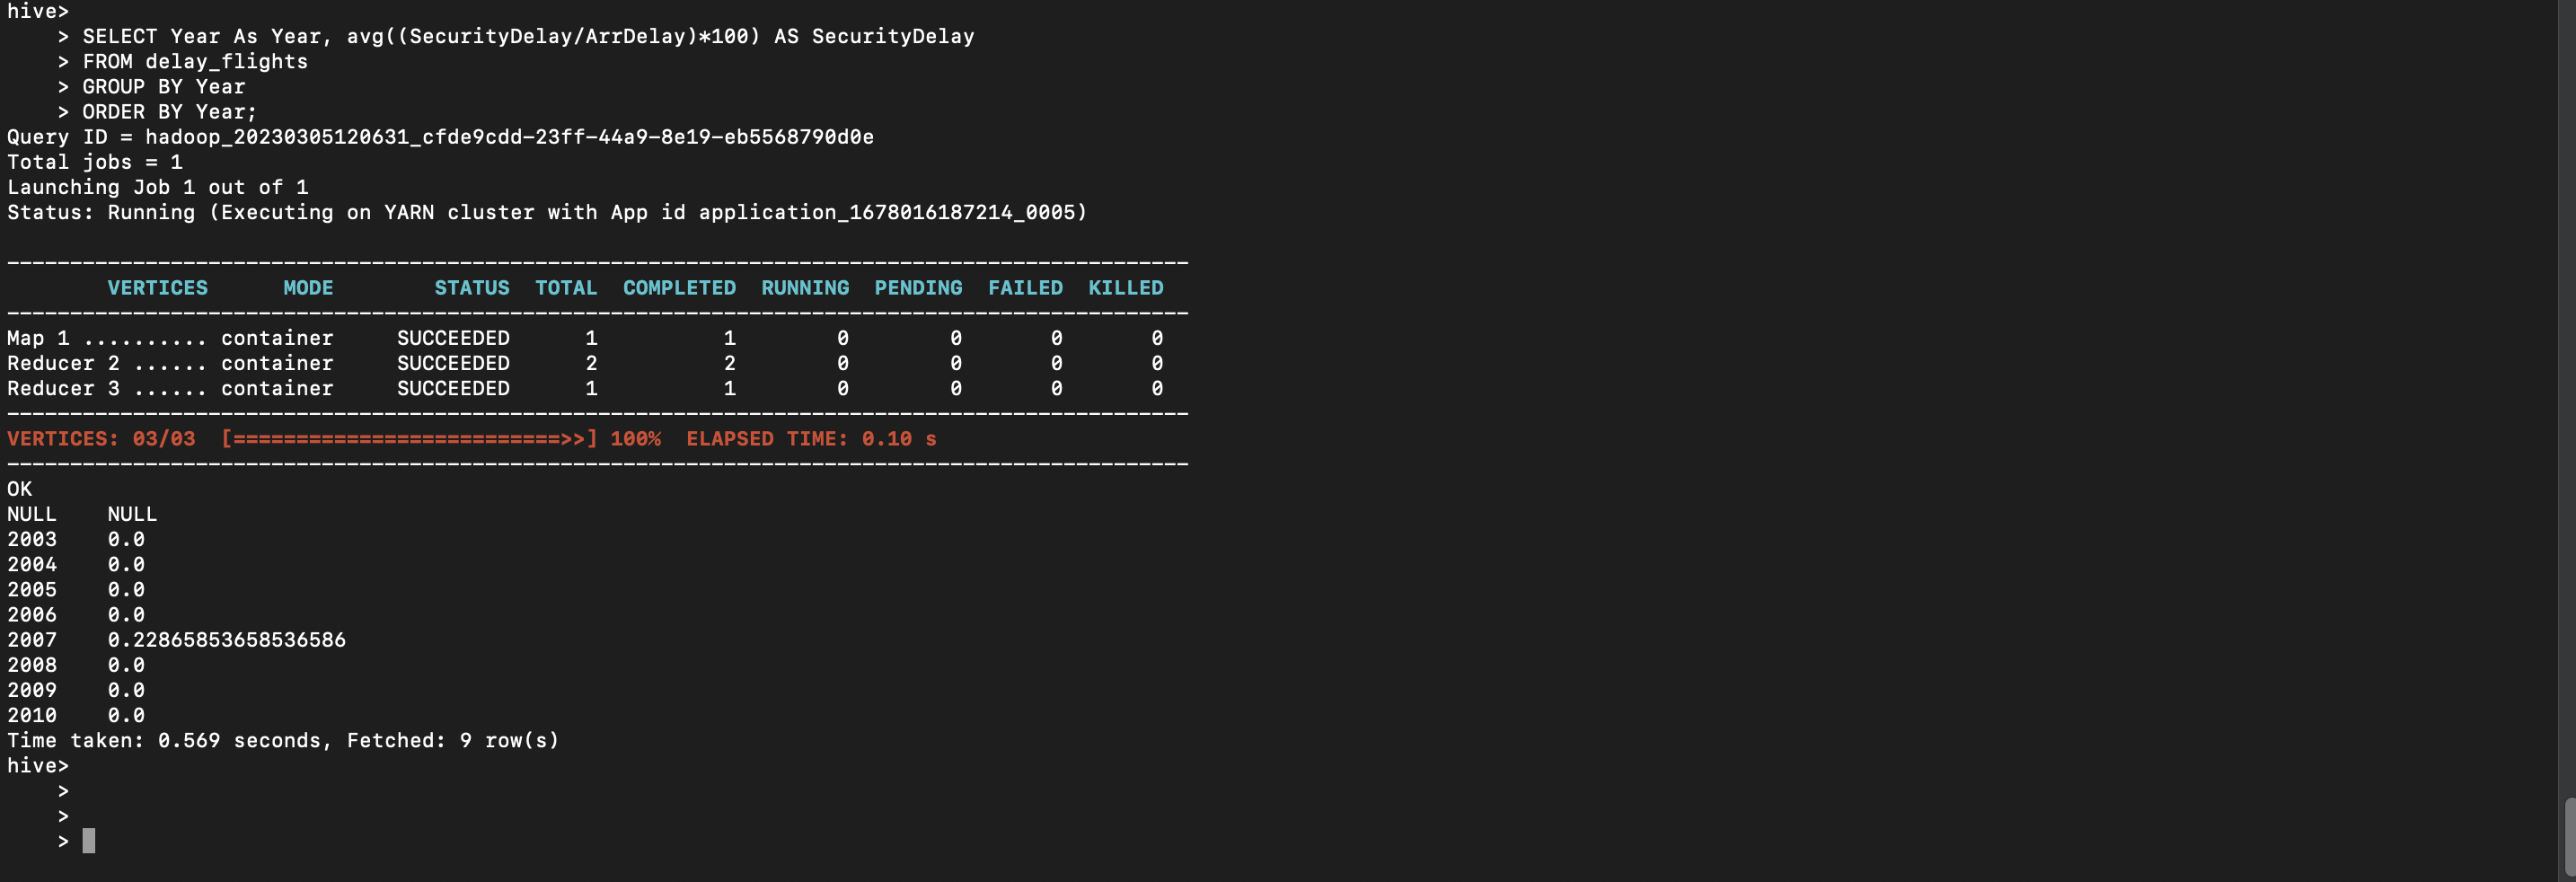 hive>
    > SELECT Year As Year, avg((SecurityDelay/ArrDelay)*100) AS SecurityDelay
    > FROM delay_flights
    > GROUP BY Year
    > ORDER BY Year;
Query ID = hadoop_20230305120631_cfde9cdd-23ff-44a9-8e19-eb5568790d0e
Total jobs = 1
Launching Job 1 out of 1
Status: Running (Executing on YARN cluster with App id application_1678016187214_0005)

----------------------------------------------------------------------------------------------
        VERTICES      MODE        STATUS  TOTAL  COMPLETED  RUNNING  PENDING  FAILED  KILLED
----------------------------------------------------------------------------------------------
Map 1 .......... container     SUCCEEDED      1          1        0        0       0       0
Reducer 2 ...... container     SUCCEEDED      2          2        0        0       0       0
Reducer 3 ...... container     SUCCEEDED      1          1        0        0       0       0
----------------------------------------------------------------------------------------------
VERTICES: 03/03  [==========================>>] 100%  ELAPSED TIME: 0.10 s
----------------------------------------------------------------------------------------------
OK
NULL    NULL
2003    0.0
2004    0.0
2005    0.0
2006    0.0
2007    0.22865853658536586
2008    0.0
2009    0.0
2010    0.0
Time taken: 0.569 seconds, Fetched: 9 row(s)
hive>
    >
    >
    >